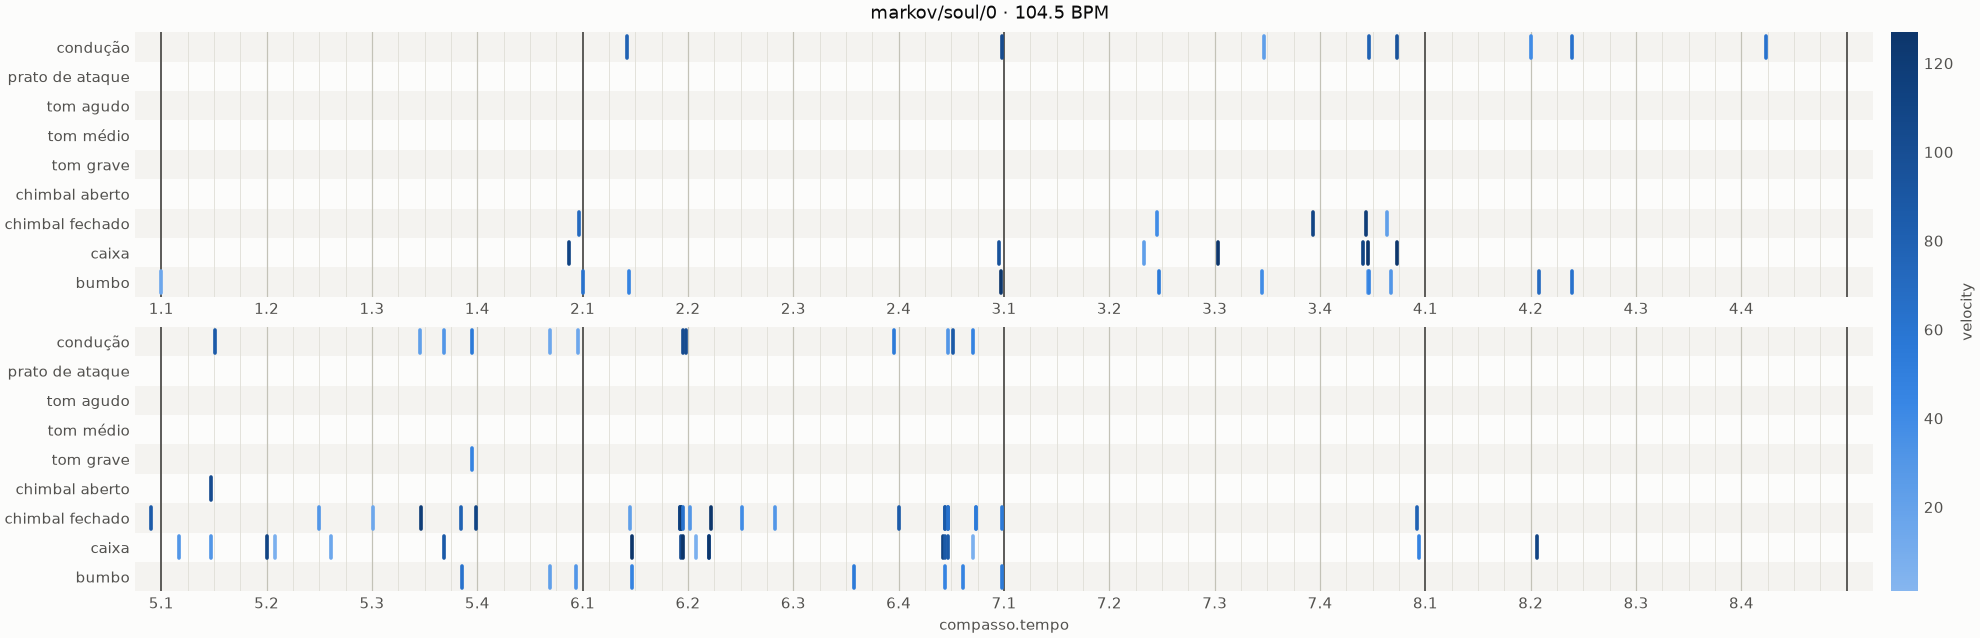 markov/soul/0 · 104.5 BPM
condução
prato de ataque
tom agudo
tom médio
tom grave
chimbal aberto
chimbal fechado
caixa
bumbo
1.1 1.2 1.3 1.4 2.1 2.2 2.3 2.4 3.1 3.2 3.3 3.4 4.1 4.2 4.3 4.4
condução
prato de ataque
tom agudo
tom médio
tom grave
chimbal aberto
chimbal fechado
caixa
bumbo
5.1 5.2 5.3 5.4 6.1 6.2 6.3 6.4 7.1 7.2 7.3 7.4 8.1 8.2 8.3 8.4
compasso.tempo
120
100
80
60
40
20
velocity